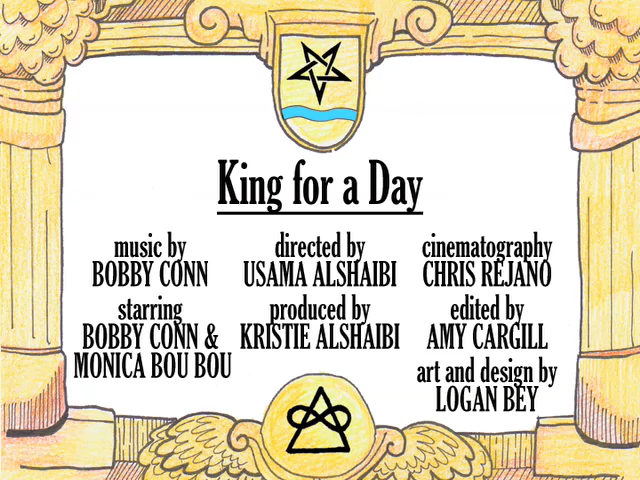 King for a Day
music by
BOBBY CONN
starring
BOBBY CONN &
MONICA BOU BOU
directed by
USAMA ALSHAIBI
produced by
KRISTIE ALSHAIBI
cinematography
CHRIS REJANO
edited by
AMY CARGILL
art and design by
LOGAN BEY